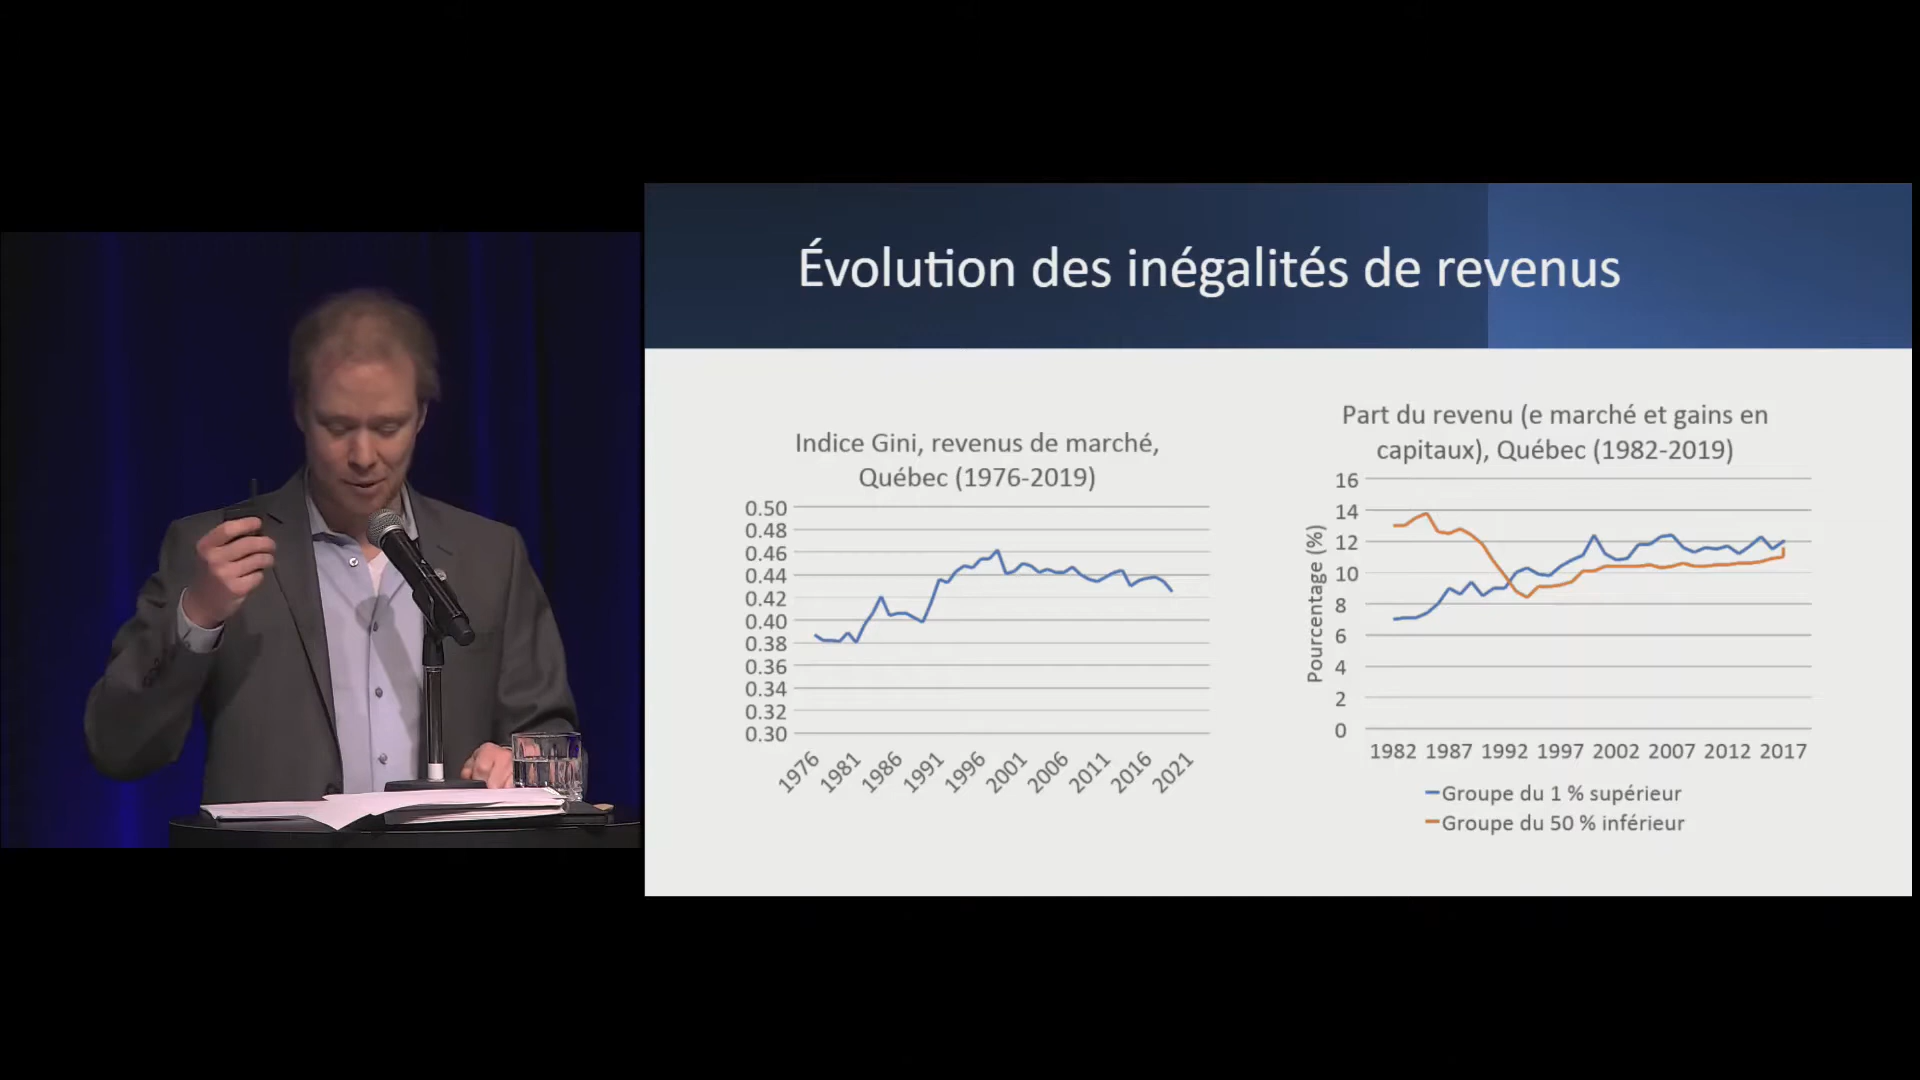 Évolution des inégalités de revenus
Indice Gini, revenus de marché,
Québec (1976-2019)
0.50
0.48
0.46
0.44
0.42
0.40
0.38
0.36
0.34
0.32
0.30
1976 1981 1986 1991 1996 2001 2006 2011 2016 2021
Part du revenu (e marché et gains en
capitaux), Québec (1982-2019)
Pourcentage (%)
16
14
12
10
8
6
4
2
0
1982 1987 1992 1997 2002 2007 2012 2017
Groupe du 1 % supérieur
Groupe du 50 % inférieur